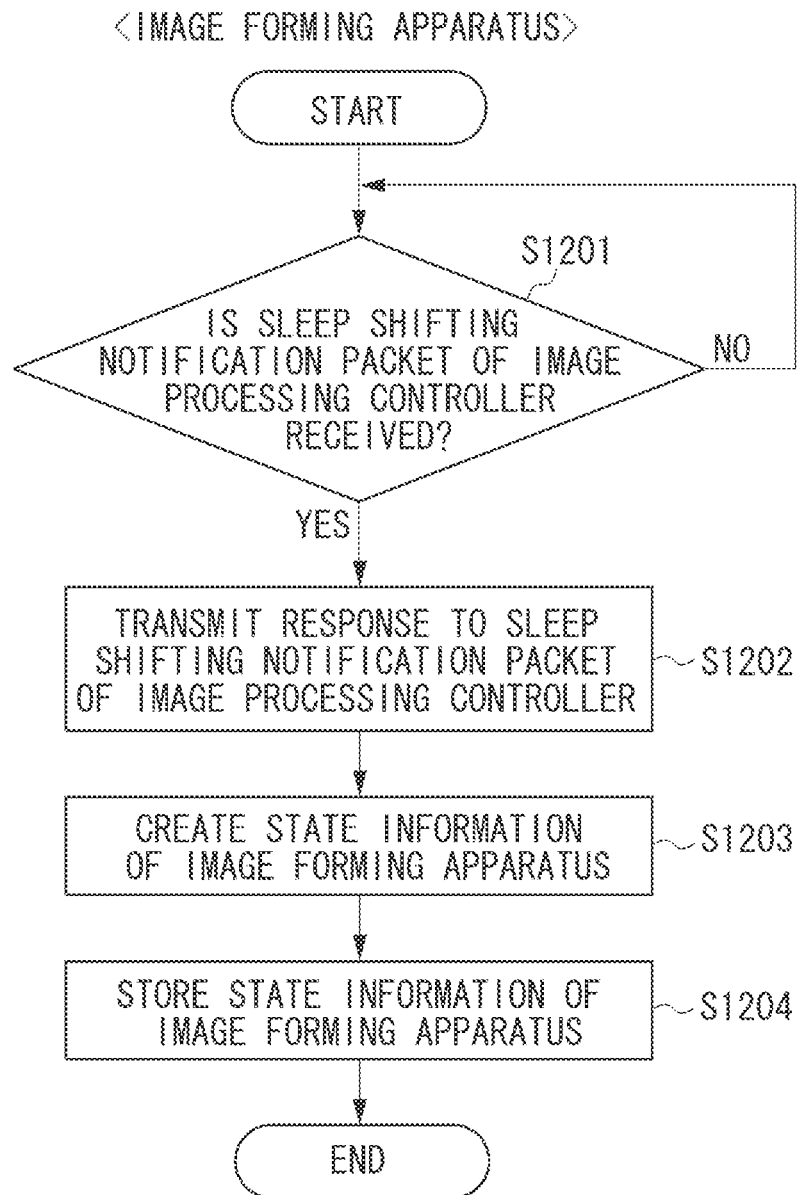 <IMAGE FORMING APPARATUS>
START
S1201
IS SLEEP SHIFTING
NOTIFICATION PACKET OF IMAGE
PROCESSING CONTROLLER
RECEIVED?
NO
YES
TRANSMIT RESPONSE TO SLEEP
SHIFTING NOTIFICATION PACKET
OF IMAGE PROCESSING CONTROLLER
S1202
CREATE STATE INFORMATION
OF IMAGE FORMING APPARATUS
S1203
STORE STATE INFORMATION OF
IMAGE FORMING APPARATUS
S1204
END